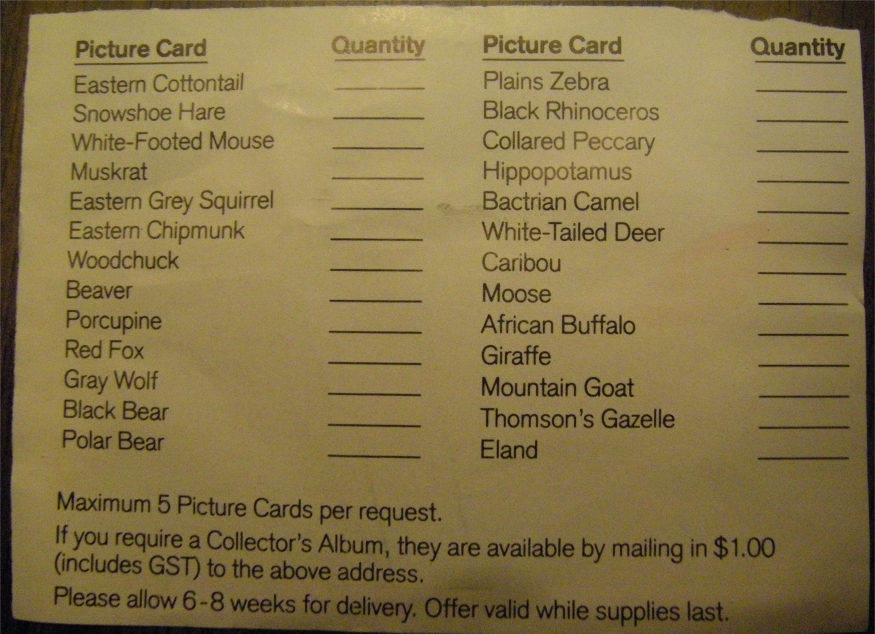 Picture Card Quantity Picture Card Quantity
Eastern Cottontail Plains Zebra
Snowshoe Hare Black Rhinoceros
White-Footed Mouse Collared Peccary
Muskrat Hippopotamus
Eastern Grey Squirrel Bactrian Camel
Eastern Chipmunk White-Tailed Deer
Woodchuck Caribou
Beaver Moose
Porcupine African Buffalo
Red Fox Giraffe
Gray Wolf Mountain Goat
Black Bear Thomson's Gazelle
Polar Bear Eland
Maximum 5 Picture Cards per request.
If you require a Collector's Album, they are available by mailing in $1.00
(includes GST) to the above address.
Please allow 6-8 weeks for delivery. Offer valid while supplies last.